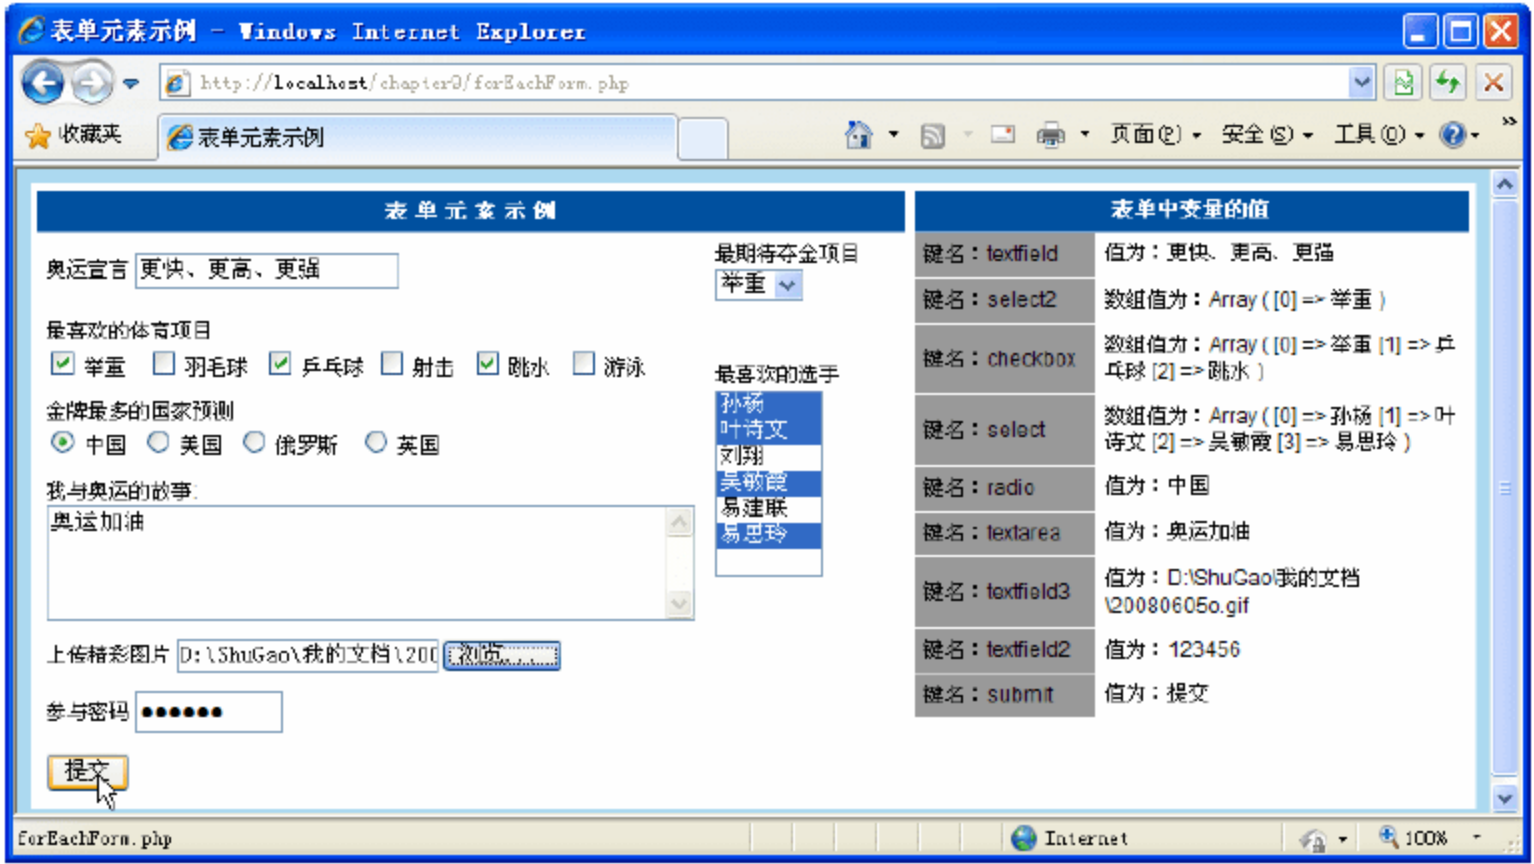 表单元素示例 - Windows Internet Explorer
http://localhost/chapter9/forEachForm.php
收藏夹
表单元素示例
页面(P) 安全(S) 工具(O)
表 单 元 素 示 例
奥运宣言 更快、更高、更强
最喜欢的体育项目
举重 羽毛球 乒乓球 射击 跳水 游泳
金牌最多的国家预测
中国 美国 俄罗斯 英国
我与奥运的故事:
奥运加油
上传精彩图片 D:\ShuGao\我的文档\200 浏览...
参与密码 ●●●●●●
提交
最期待夺金项目
举重
最喜欢的选手
孙杨
叶诗文
刘翔
吴敏霞
易建联
易思玲
表单中变量的值
键名：textfield 值为：更快、更高、更强
键名：select2 数组值为：Array ( [0] => 举重 )
键名：checkbox 数组值为：Array ( [0] => 举重 [1] => 乒
乓球 [2] => 跳水 )
键名：select 数组值为：Array ( [0] => 孙杨 [1] => 叶
诗文 [2] => 吴敏霞 [3] => 易思玲 )
键名：radio 值为：中国
键名：textarea 值为：奥运加油
键名：textfield3 值为：D:\ShuGao\我的文档
\20080605o.gif
键名：textfield2 值为：123456
键名：submit 值为：提交
forEachForm.php
Internet
100%